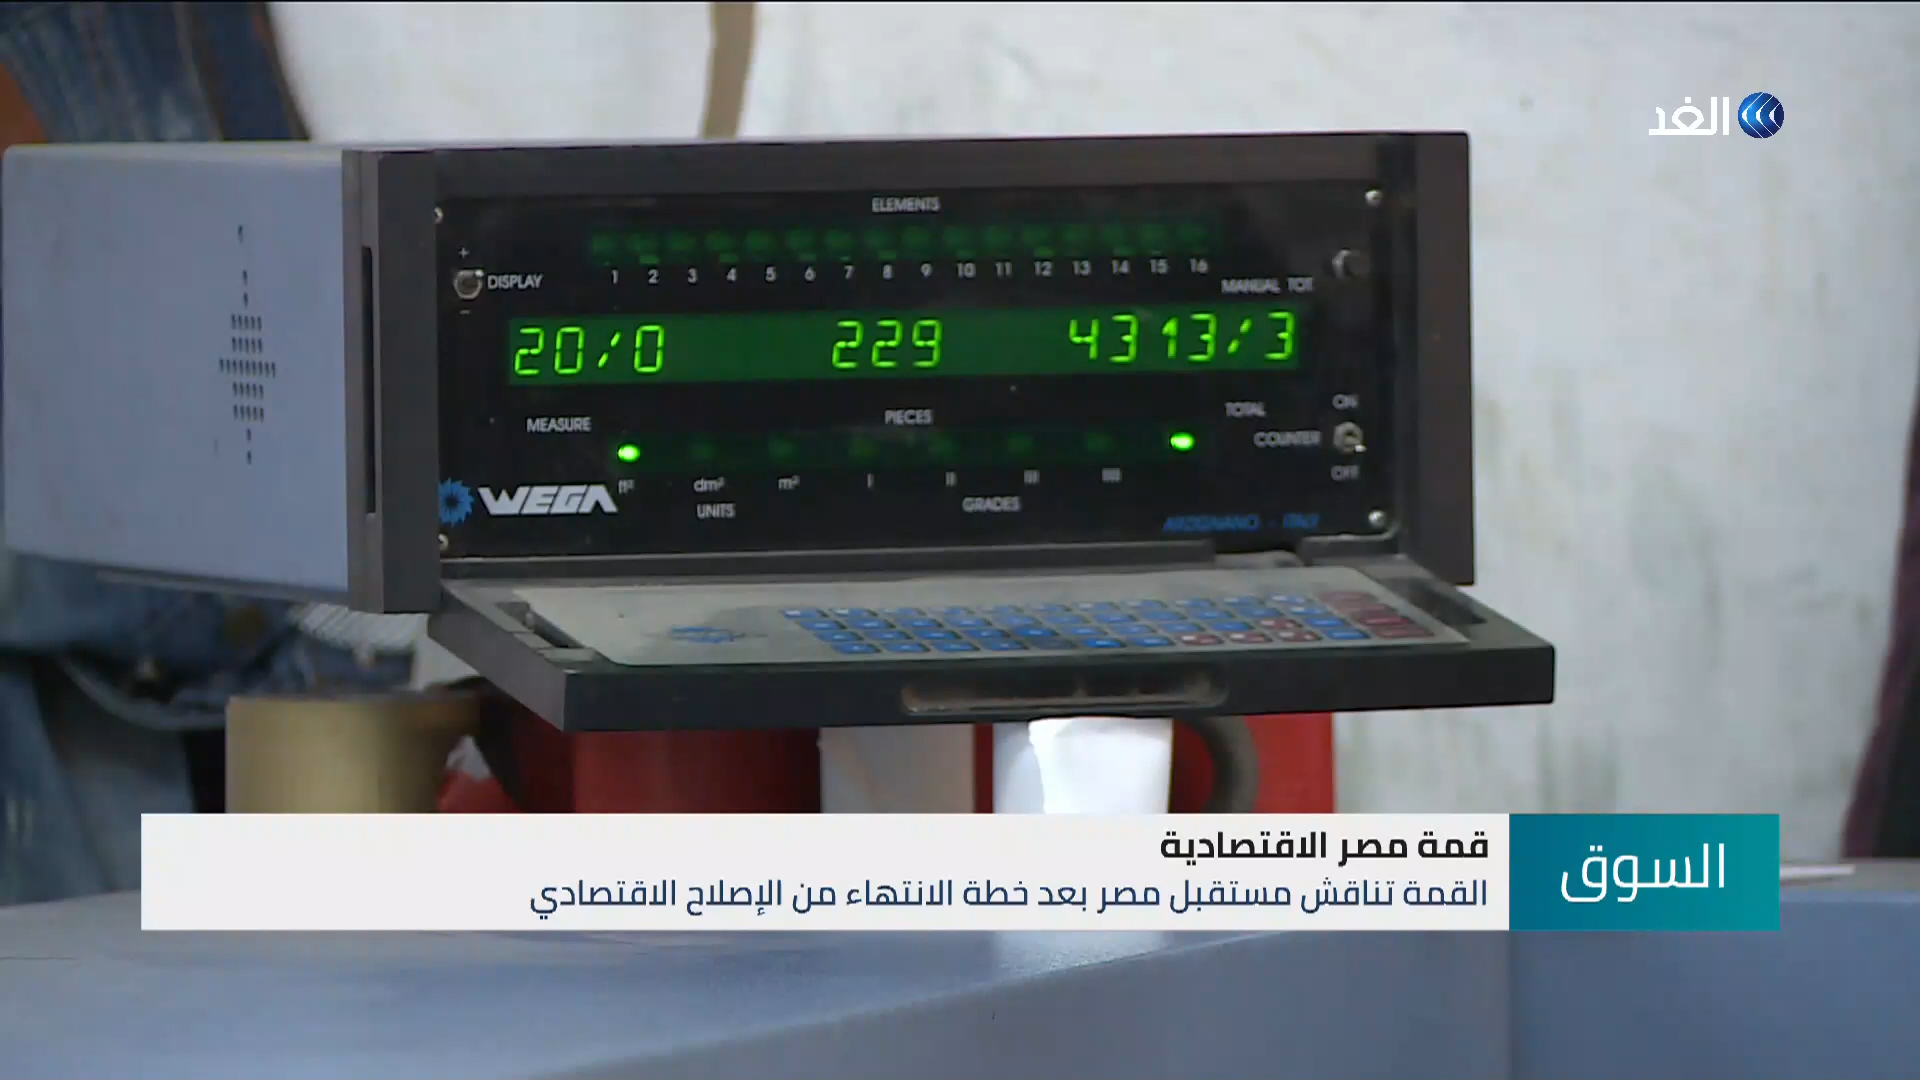 الغد
ELEMENTS
+
DISPLAY
-
1 2 3 4 5 6 7 8 9 10 11 12 13 14 15 16
MANUAL TOT
20/0 229 4313/3
MEASURE PIECES TOTAL
ON
COUNTER
OFF
ft² dm² m² I II III IIII
UNITS GRADES
WEGA
ARZIGNANO - ITALY
السوق
قمة مصر الاقتصادية
القمة تناقش مستقبل مصر بعد خطة الانتهاء من الإصلاح الاقتصادي